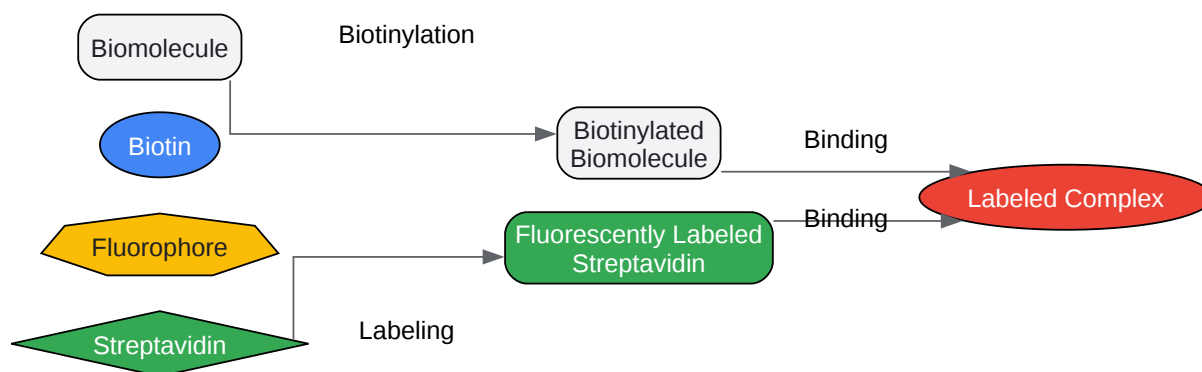 Biomolecule
Biotinylation
Biotin
Biotinylated
Biomolecule
Binding
Labeled Complex
Fluorophore
Fluorescently Labeled
Streptavidin
Binding
Streptavidin
Labeling